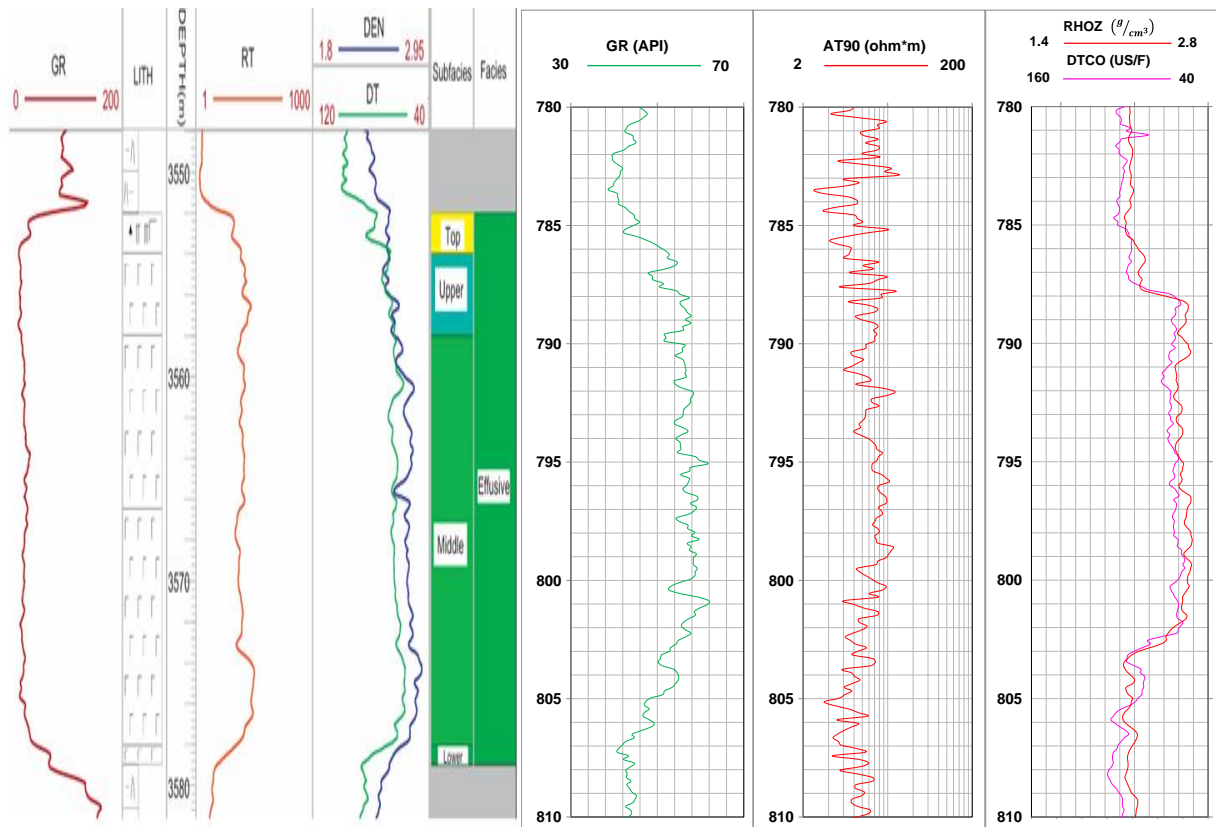 GR
0 200
LITH
DEPTH(m)
RT
1 1000
DEN
1.8 2.95
DT
120 40
Subfacies
Facies
3550
3560
3570
3580
Top
Upper
Middle
Lower
Effusive
GR (API)
30 70
780
785
790
795
800
805
810
AT90 (ohm*m)
2 200
780
785
790
795
800
805
810
RHOZ (g/cm³)
1.4 2.8
DTCO (US/F)
160 40
780
785
790
795
800
805
810